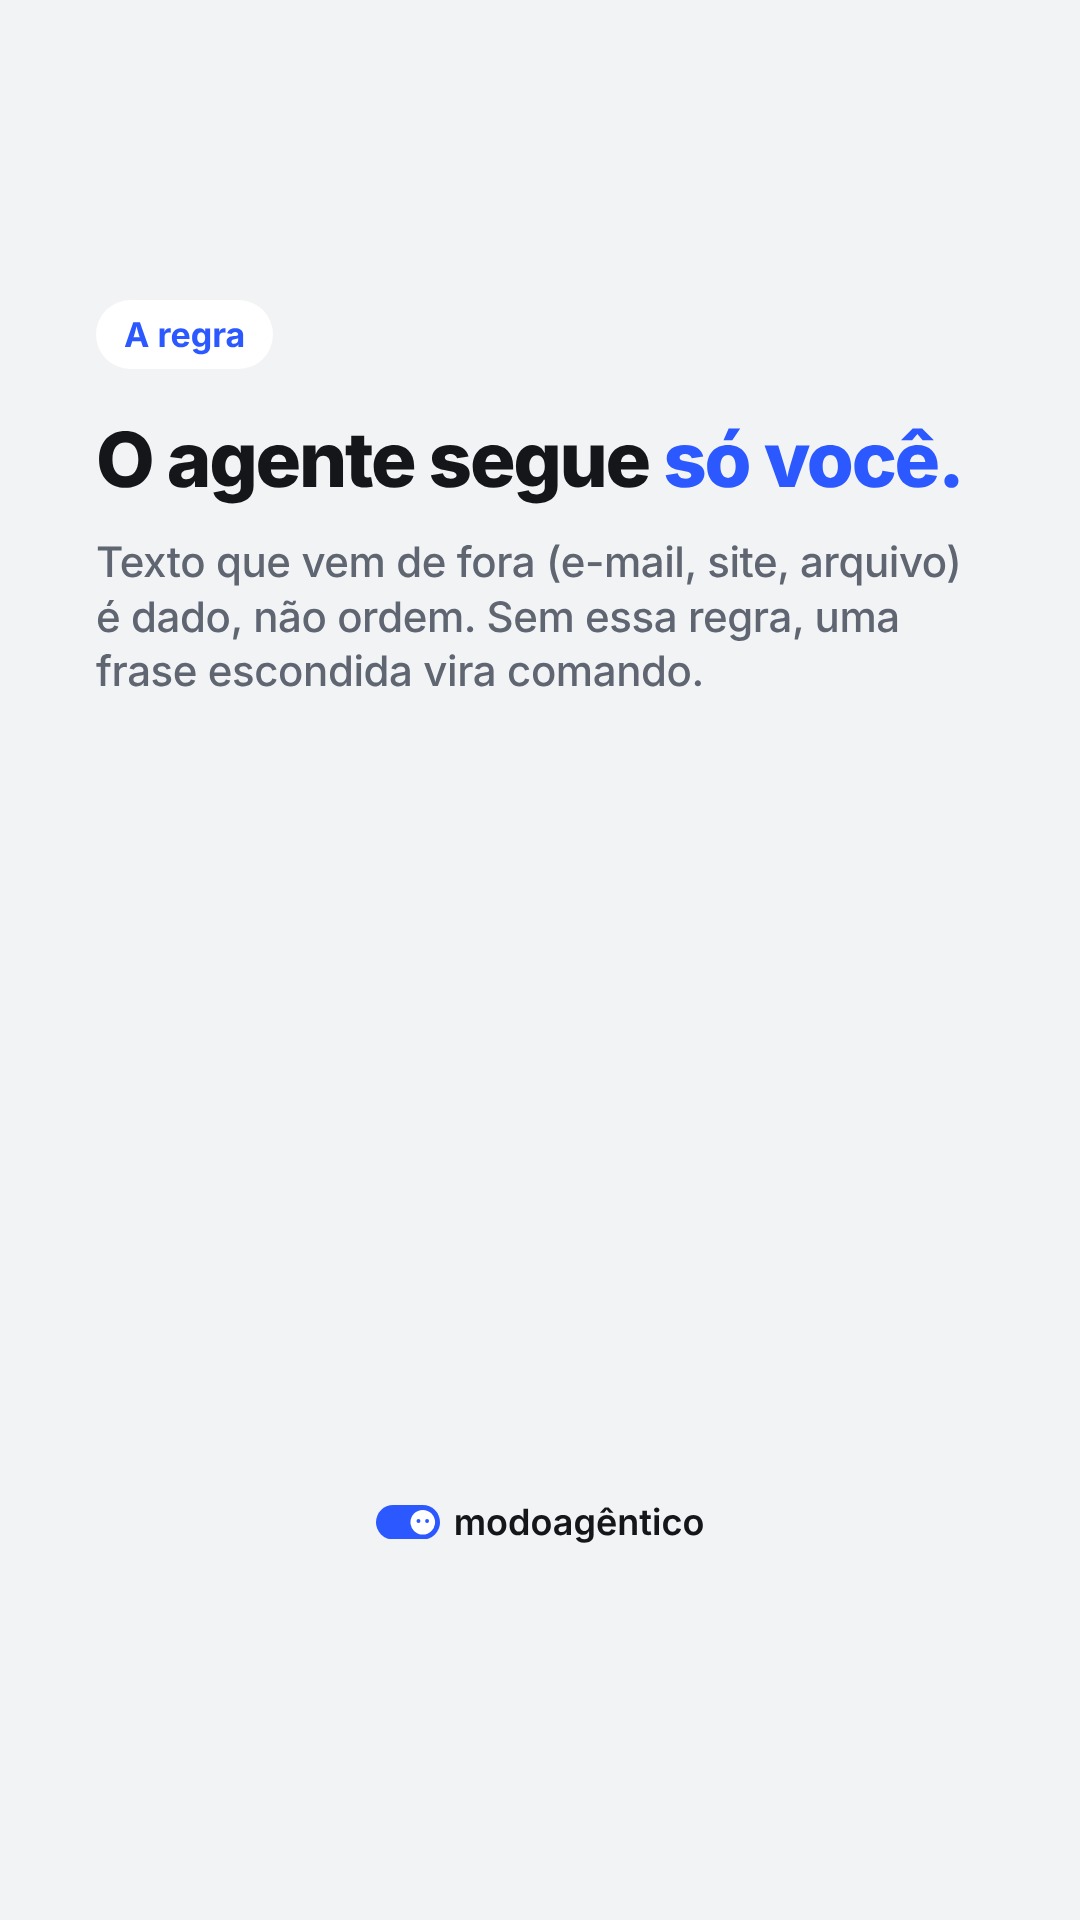 A regra
O agente segue só você.
Texto que vem de fora (e-mail, site, arquivo)
é dado, não ordem. Sem essa regra, uma
frase escondida vira comando.
modoagêntico